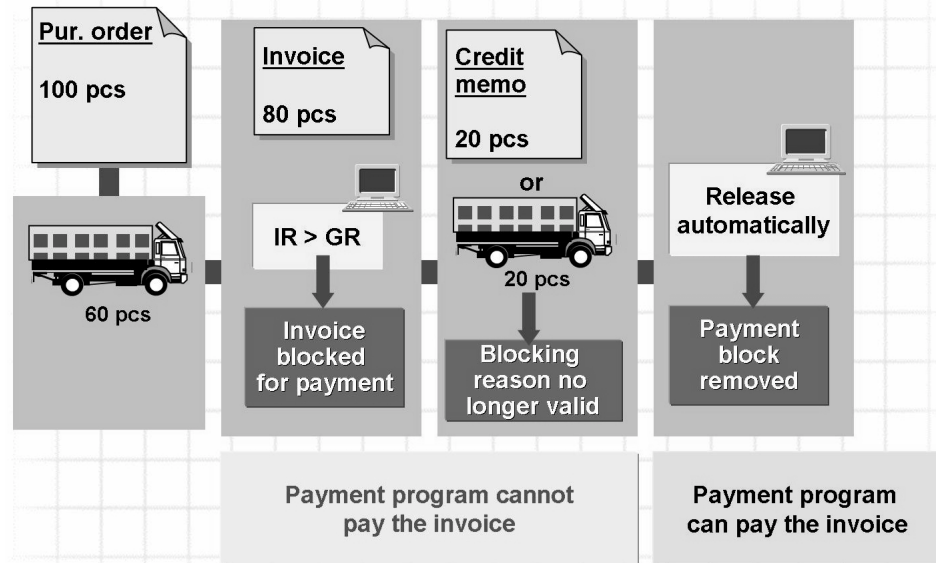 Pur. order
100 pcs
60 pcs
Invoice
80 pcs
IR > GR
Invoice
blocked
for payment
Credit
memo
20 pcs
or
20 pcs
Blocking
reason no
longer valid
Release
automatically
Payment
block
removed
Payment program cannot
pay the invoice
Payment program
can pay the invoice